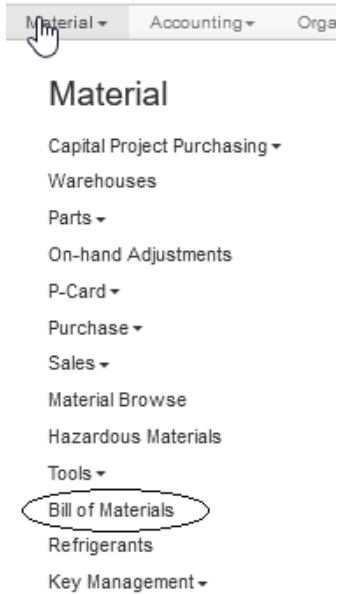 Material Accounting Orga
Material
Capital Project Purchasing
Warehouses
Parts
On-hand Adjustments
P-Card
Purchase
Sales
Material Browse
Hazardous Materials
Tools
Bill of Materials
Refrigerants
Key Management